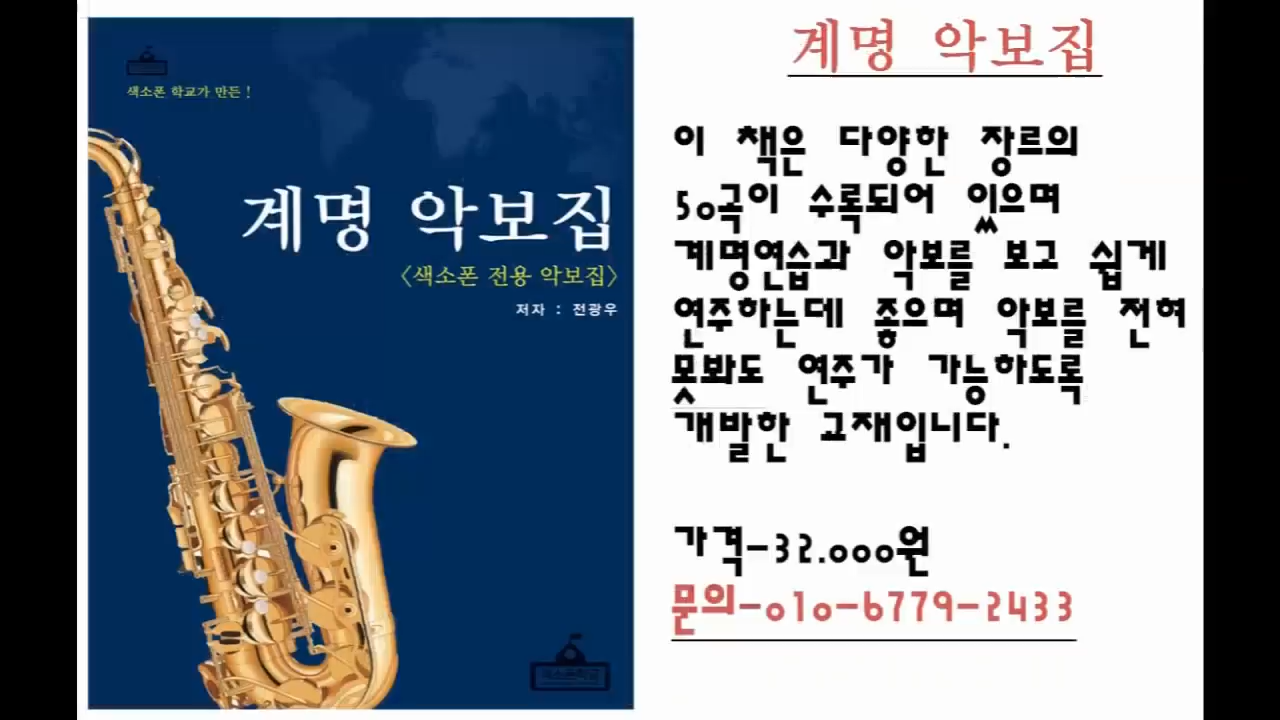 색소폰 학교가 만든 !
계명 악보집
<색소폰 전용 악보집>
저자 : 전광우
색소폰학교
계명 악보집
이 책은 다양한 장르의
50곡이 수록되어 있으며
계명연습과 악보를 보고 쉽게
연주하는데 좋으며 악보를 전혀
못봐도 연주가 가능하도록
개발한 교재입니다.
가격-32.000원
문의-010-6779-2433